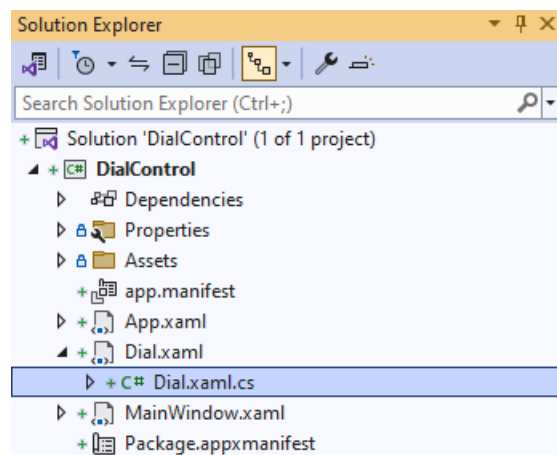 Solution Explorer
Search Solution Explorer (Ctrl+;)
Solution 'DialControl' (1 of 1 project)
C# DialControl
Dependencies
Properties
Assets
app.manifest
App.xaml
Dial.xaml
C# Dial.xaml.cs
MainWindow.xaml
Package.appxmanifest